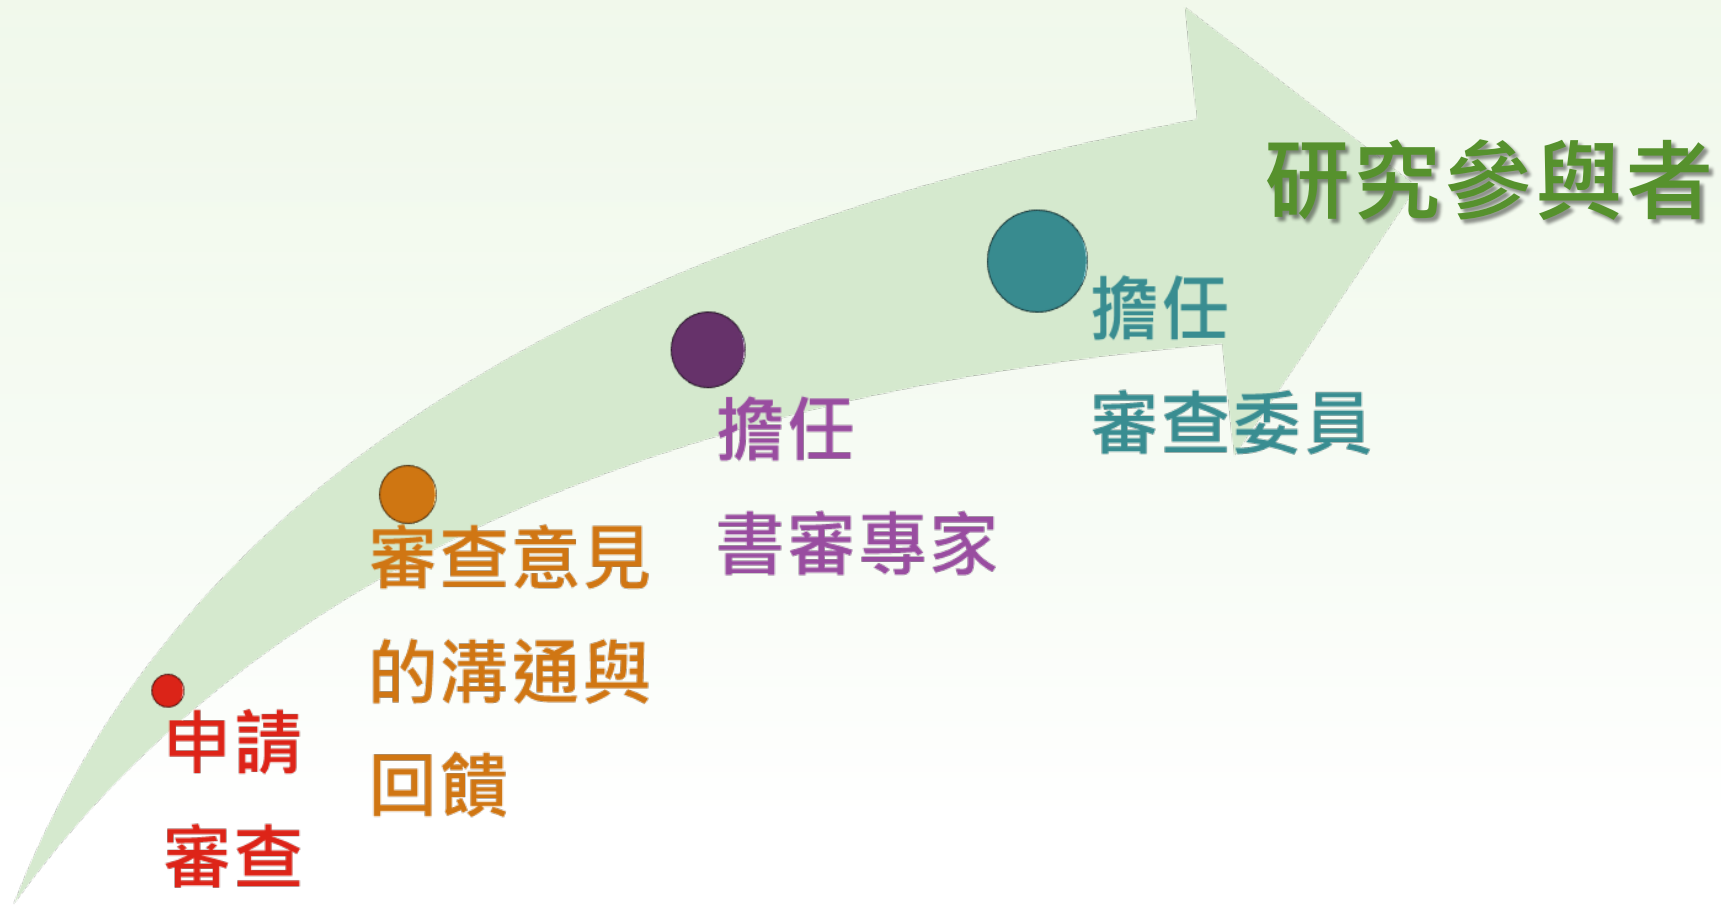 研究參與者
擔任
審查委員
擔任
書審專家
審查意見
的溝通與
回饋
申請
審查